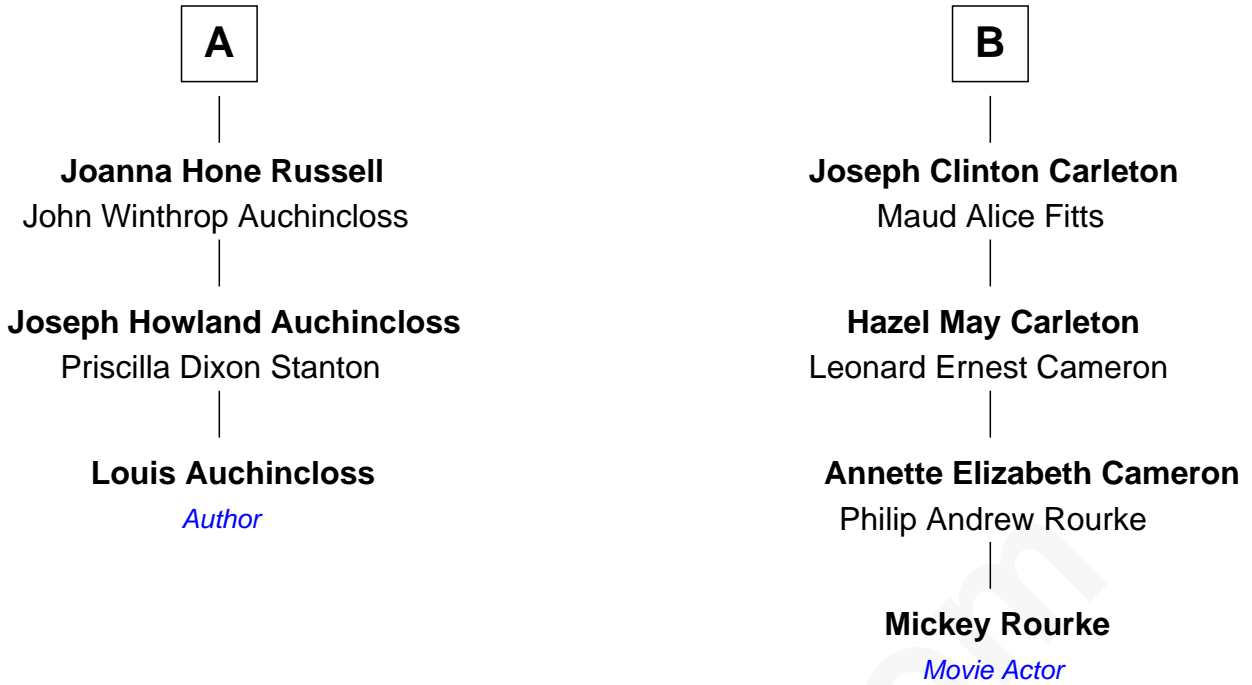 A
Joanna Hone Russell
John Winthrop Auchincloss
Joseph Howland Auchincloss
Priscilla Dixon Stanton
Louis Auchincloss
Author
B
Joseph Clinton Carleton
Maud Alice Fitts
Hazel May Carleton
Leonard Ernest Cameron
Annette Elizabeth Cameron
Philip Andrew Rourke
Mickey Rourke
Movie Actor